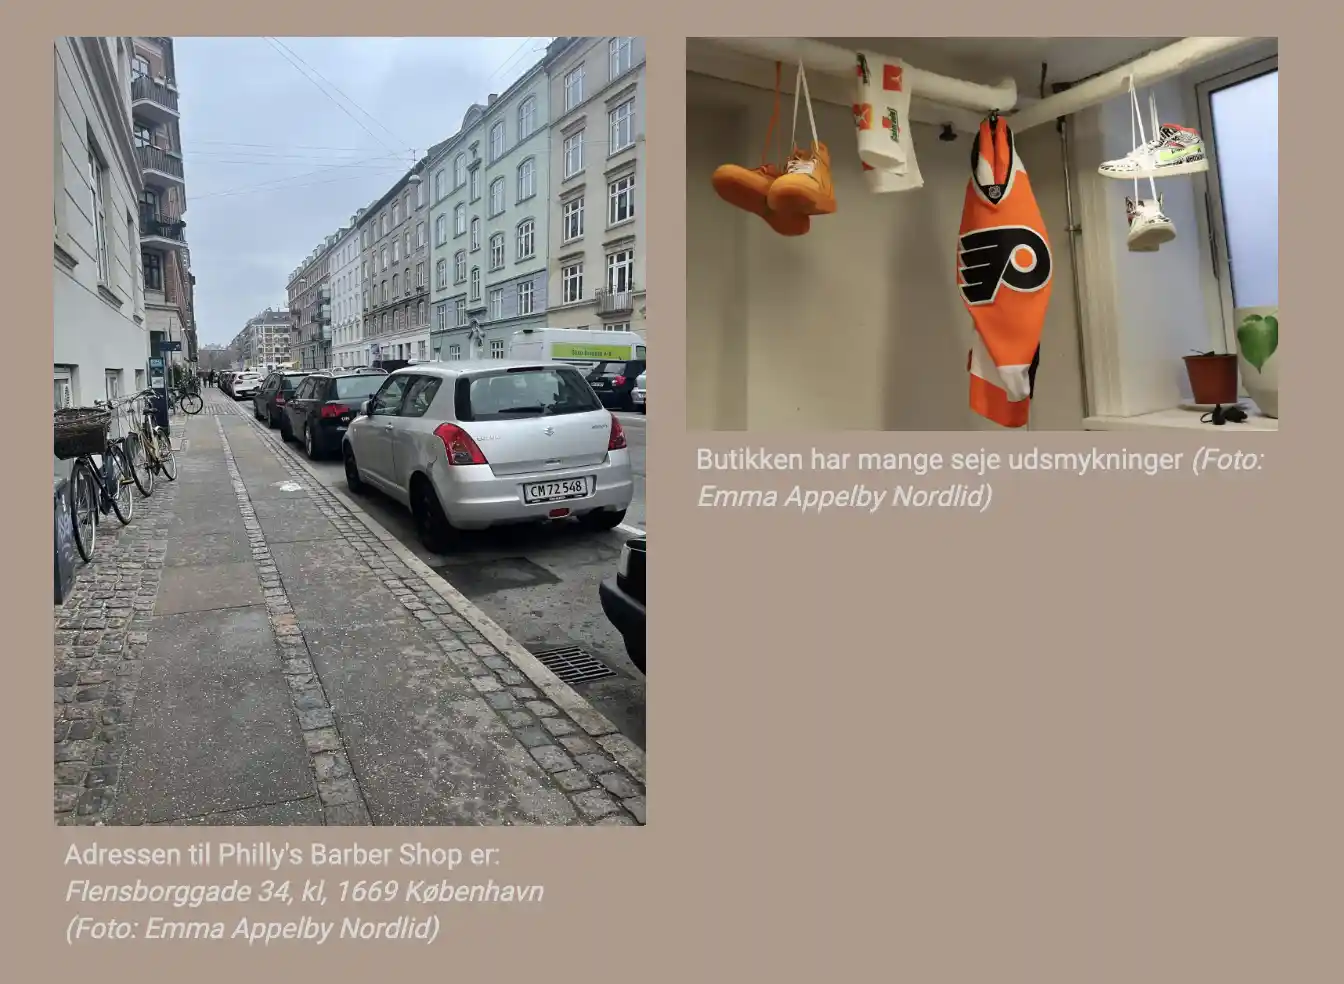 CM 72 548
Adressen til Philly's Barber Shop er:
Flensborggade 34, kl, 1669 København
(Foto: Emma Appelby Nordlid)
Butikken har mange seje udsmykninger (Foto:
Emma Appelby Nordlid)